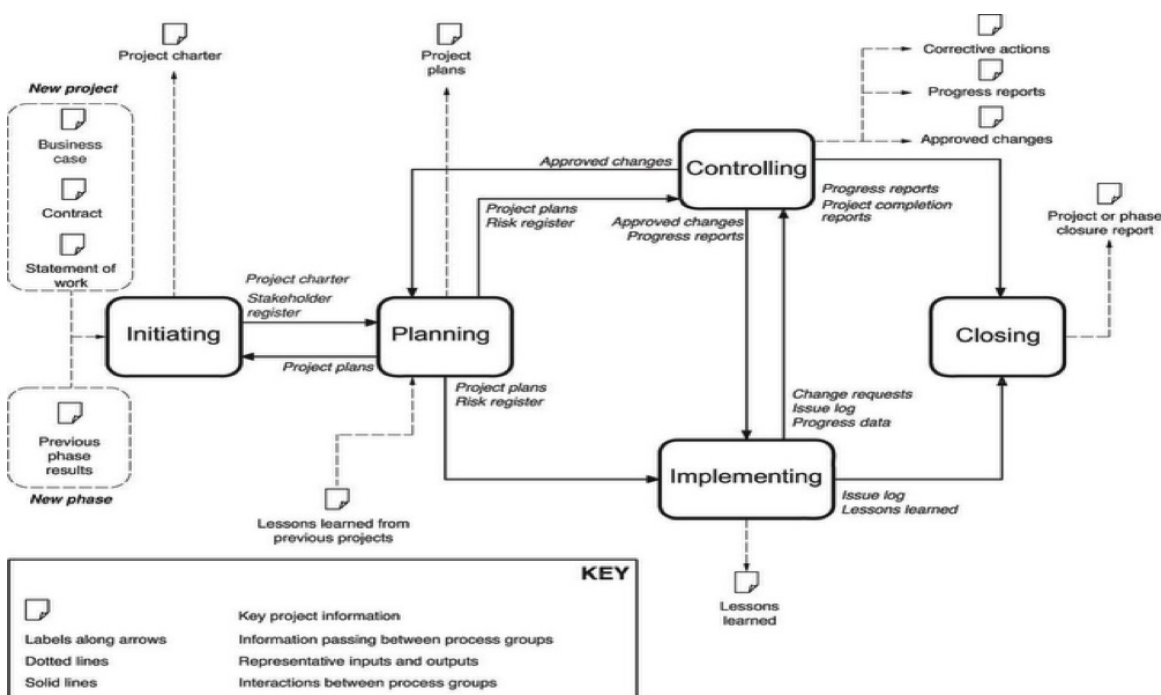 Project charter
Project
plans
Corrective actions
Progress reports
Approved changes
New project
Business
case
Contract
Statement of
work
Approved changes
Controlling
Project plans
Risk register
Approved changes
Progress reports
Progress reports
Project completion
reports
Project or phase
closure report
Project charter
Stakeholder
register
Initiating
Planning
Closing
Project plans
Project plans
Risk register
Change requests
Issue log
Progress data
Previous
phase
results
New phase
Implementing
Issue log
Lessons learned
Lessons learned from
previous projects
Lessons
learned
KEY
Key project information
Labels along arrows Information passing between process groups
Dotted lines Representative inputs and outputs
Solid lines Interactions between process groups